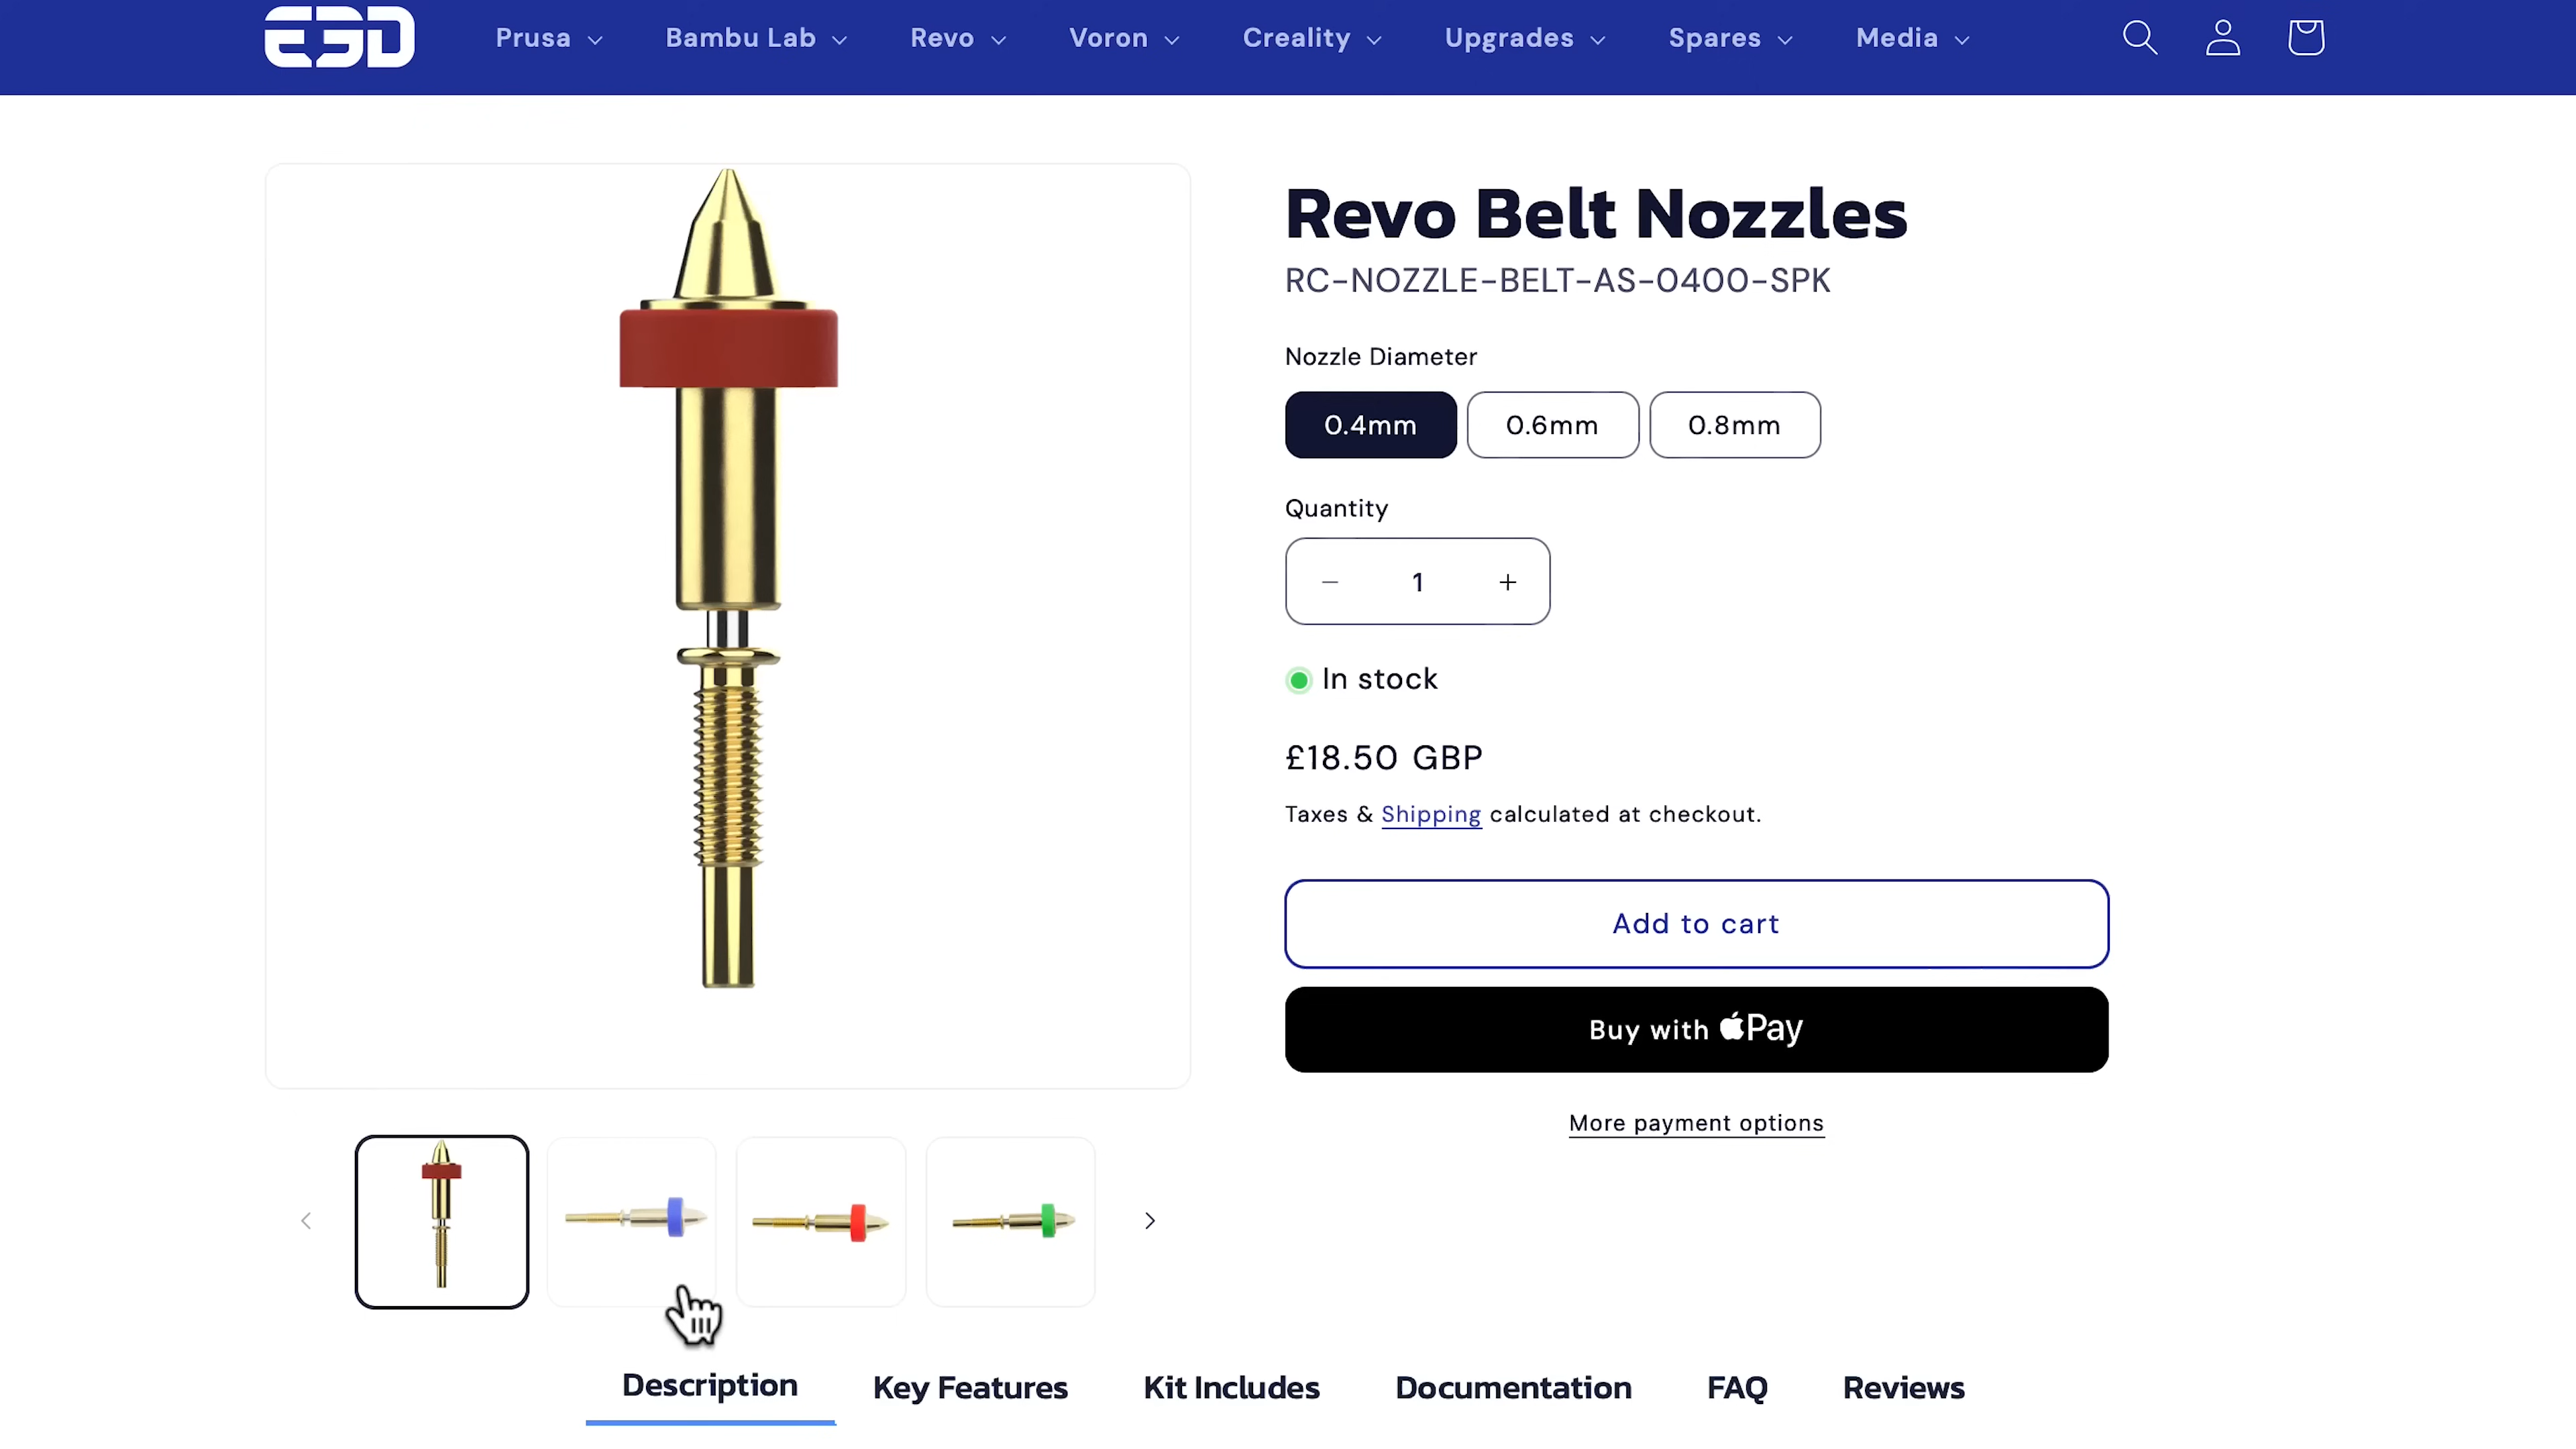 E3D
Prusa Bambu Lab Revo Voron Creality Upgrades Spares Media
Revo Belt Nozzles
RC-NOZZLE-BELT-AS-0400-SPK
Nozzle Diameter
0.4mm 0.6mm 0.8mm
Quantity
− 1 +
In stock
£18.50 GBP
Taxes & Shipping calculated at checkout.
Add to cart
Buy with Pay
More payment options
Description Key Features Kit Includes Documentation FAQ Reviews